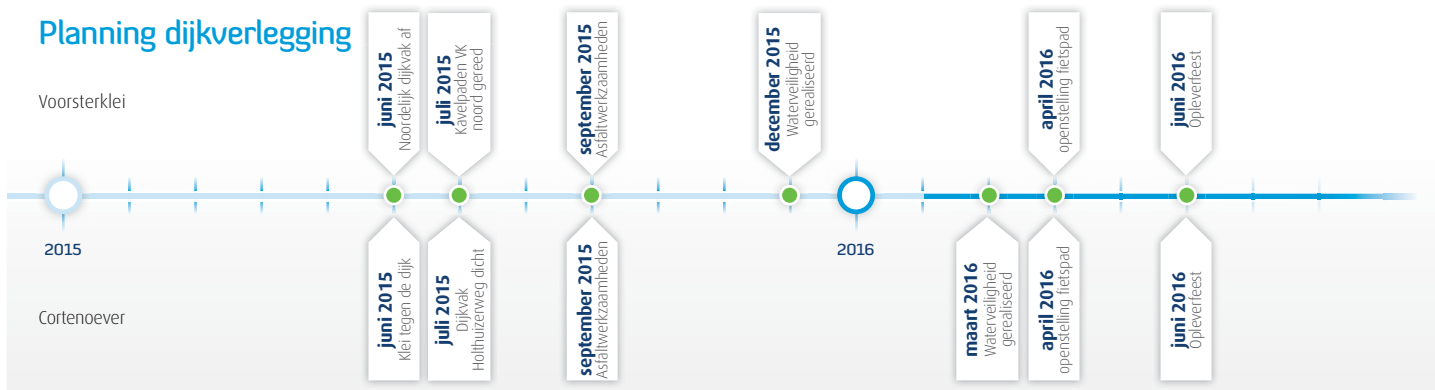 Planning dijkverlegging
Voorsterklei
juni 2015
Noordelijk dijkvak af
juli 2015
Kavelpaden VK
noord gereed
september 2015
Asfaltwerkzaamheden
december 2015
Waterveiligheid
gerealiseerd
april 2016
openstelling fietspad
juni 2016
Opleverfeest
2015
2016
Cortenoever
juni 2015
Klei tegen de dijk
juli 2015
Dijkvak
Holthuizerweg dicht
september 2015
Asfaltwerkzaamheden
maart 2016
Waterveiligheid
gerealiseerd
april 2016
openstelling fietspad
juni 2016
Opleverfeest